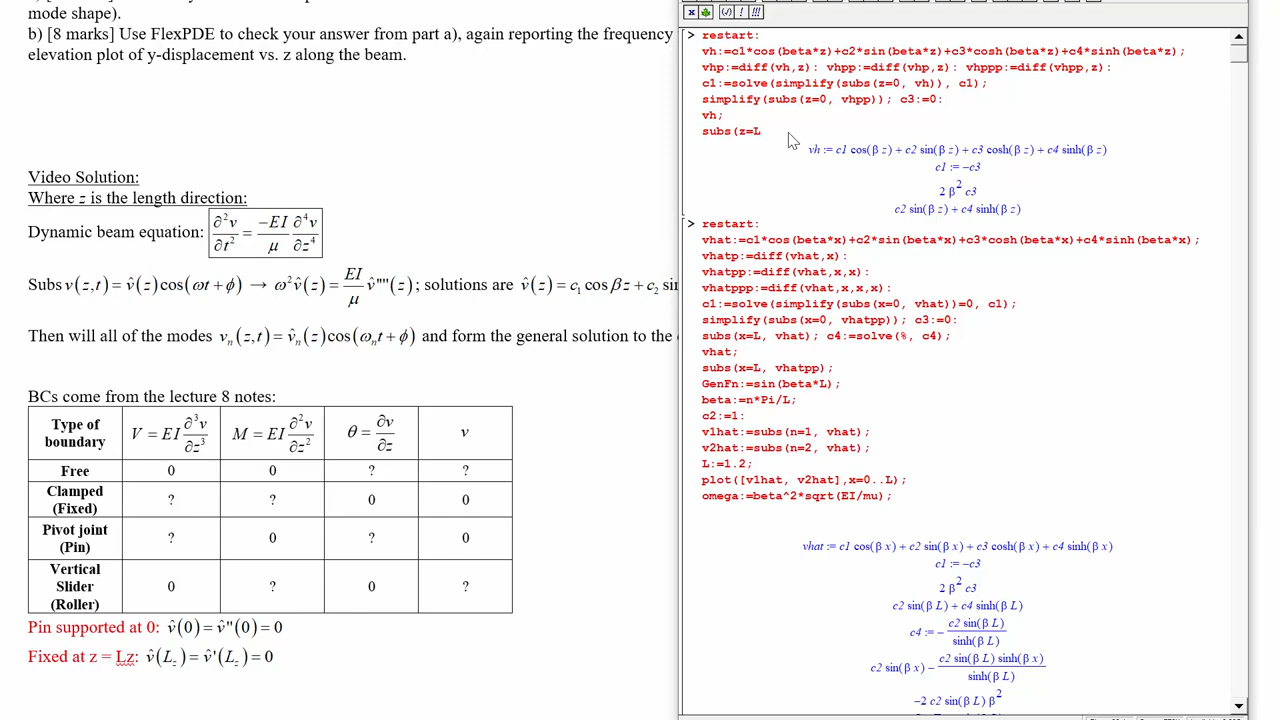 mode shape).
b) [8 marks] Use FlexPDE to check your answer from part a), again reporting the frequency
elevation plot of y-displacement vs. z along the beam.
Video Solution:
Where z is the length direction:
Dynamic beam equation: ∂²v/∂t² = −EI/μ ∂⁴v/∂z⁴
Subs v(z,t) = v̂(z)cos(ωt+ϕ) → ω²v̂(z) = EI/μ v̂''''(z); solutions are v̂(z) = c₁ cos βz + c₂ sin
Then will all of the modes vₙ(z,t) = v̂ₙ(z)cos(ωₙt+ϕ) and form the general solution to the
BCs come from the lecture 8 notes:
Type of boundary | V = EI ∂³v/∂z³ | M = EI ∂²v/∂z² | θ = ∂v/∂z | v
Free | 0 | 0 | ? | ?
Clamped (Fixed) | ? | ? | 0 | 0
Pivot joint (Pin) | ? | 0 | ? | 0
Vertical Slider (Roller) | 0 | ? | 0 | ?
Pin supported at 0: v̂(0) = v̂''(0) = 0
Fixed at z = Lz: v̂(L_z) = v̂'(L_z) = 0
x (J) ! !!!
> restart:
vh:=c1*cos(beta*z)+c2*sin(beta*z)+c3*cosh(beta*z)+c4*sinh(beta*z);
vhp:=diff(vh,z): vhpp:=diff(vhp,z): vhppp:=diff(vhpp,z):
c1:=solve(simplify(subs(z=0, vh)), c1);
simplify(subs(z=0, vhpp)); c3:=0:
vh;
subs(z=L
vh := c1 cos(β z) + c2 sin(β z) + c3 cosh(β z) + c4 sinh(β z)
c1 := −c3
2 β² c3
c2 sin(β z) + c4 sinh(β z)
> restart:
vhat:=c1*cos(beta*x)+c2*sin(beta*x)+c3*cosh(beta*x)+c4*sinh(beta*x);
vhatp:=diff(vhat,x):
vhatpp:=diff(vhat,x,x):
vhatppp:=diff(vhat,x,x,x):
c1:=solve(simplify(subs(x=0, vhat))=0, c1);
simplify(subs(x=0, vhatpp)); c3:=0:
subs(x=L, vhat); c4:=solve(%, c4);
vhat;
subs(x=L, vhatpp);
GenFn:=sin(beta*L);
beta:=n*Pi/L;
c2:=1:
v1hat:=subs(n=1, vhat);
v2hat:=subs(n=2, vhat);
L:=1.2;
plot([v1hat, v2hat],x=0..L);
omega:=beta^2*sqrt(EI/mu);
vhat := c1 cos(β x) + c2 sin(β x) + c3 cosh(β x) + c4 sinh(β x)
c1 := −c3
2 β² c3
c2 sin(β L) + c4 sinh(β L)
c4 := − c2 sin(β L) / sinh(β L)
c2 sin(β x) − c2 sin(β L) sinh(β x) / sinh(β L)
−2 c2 sin(β L) β²